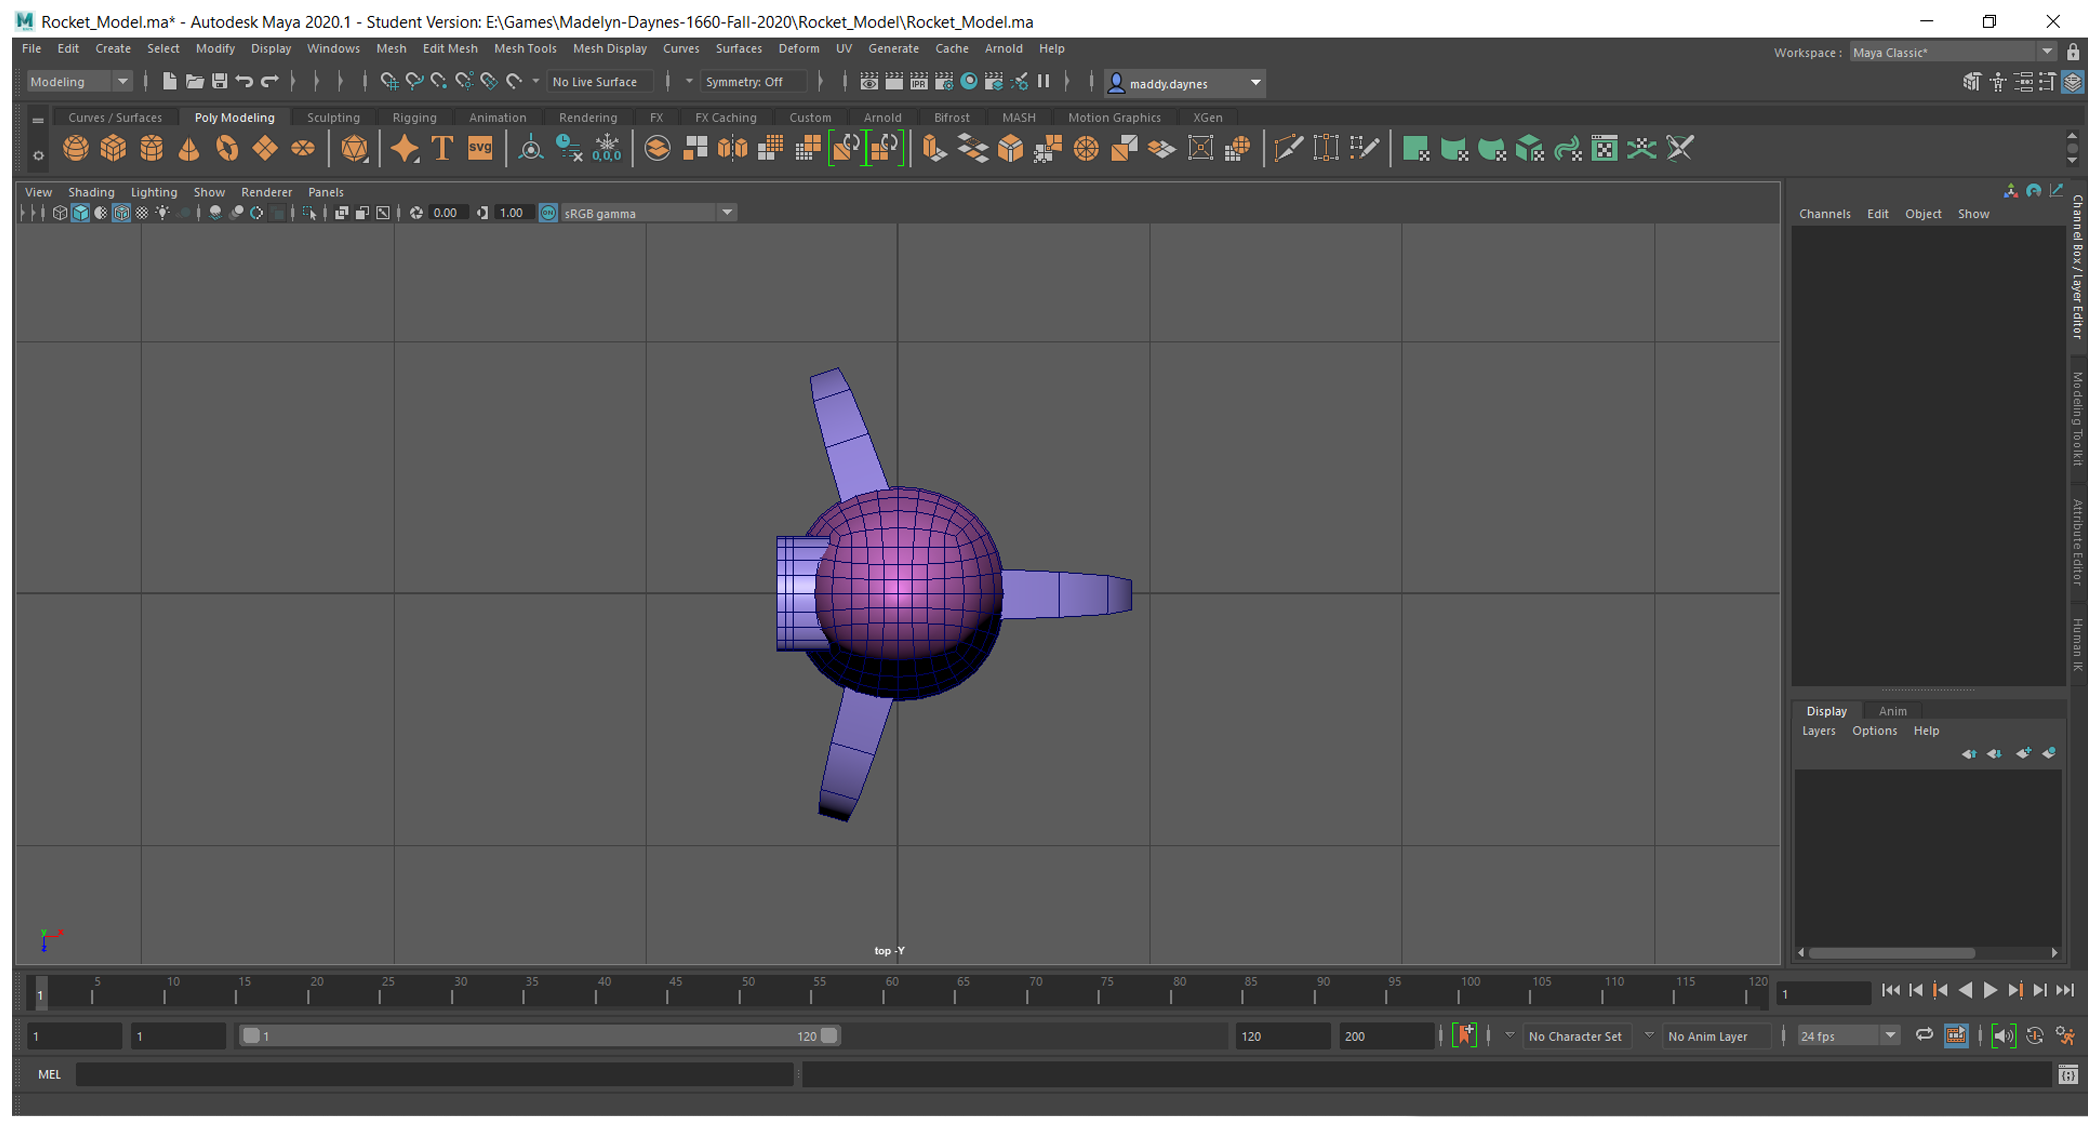 Rocket_Model.ma* - Autodesk Maya 2020.1 - Student Version: E:\Games\Madelyn-Daynes-1660-Fall-2020\Rocket_Model\Rocket_Model.ma
File Edit Create Select Modify Display Windows Mesh Edit Mesh Mesh Tools Mesh Display Curves Surfaces Deform UV Generate Cache Arnold Help
Workspace : Maya Classic*
Modeling No Live Surface Symmetry: Off IPR maddy.daynes
Curves / Surfaces Poly Modeling Sculpting Rigging Animation Rendering FX FX Caching Custom Arnold Bifrost MASH Motion Graphics XGen
T SVG 0,0,0
View Shading Lighting Show Renderer Panels
0.00 1.00 ON sRGB gamma
Channels Edit Object Show
Channel Box / Layer Editor
Modeling Toolkit
Attribute Editor
Human IK
Display Anim
Layers Options Help
y x
z
top -Y
1 5 10 15 20 25 30 35 40 45 50 55 60 65 70 75 80 85 90 95 100 105 110 115 120 1
1 1 1 120 120 200 No Character Set No Anim Layer 24 fps
MEL